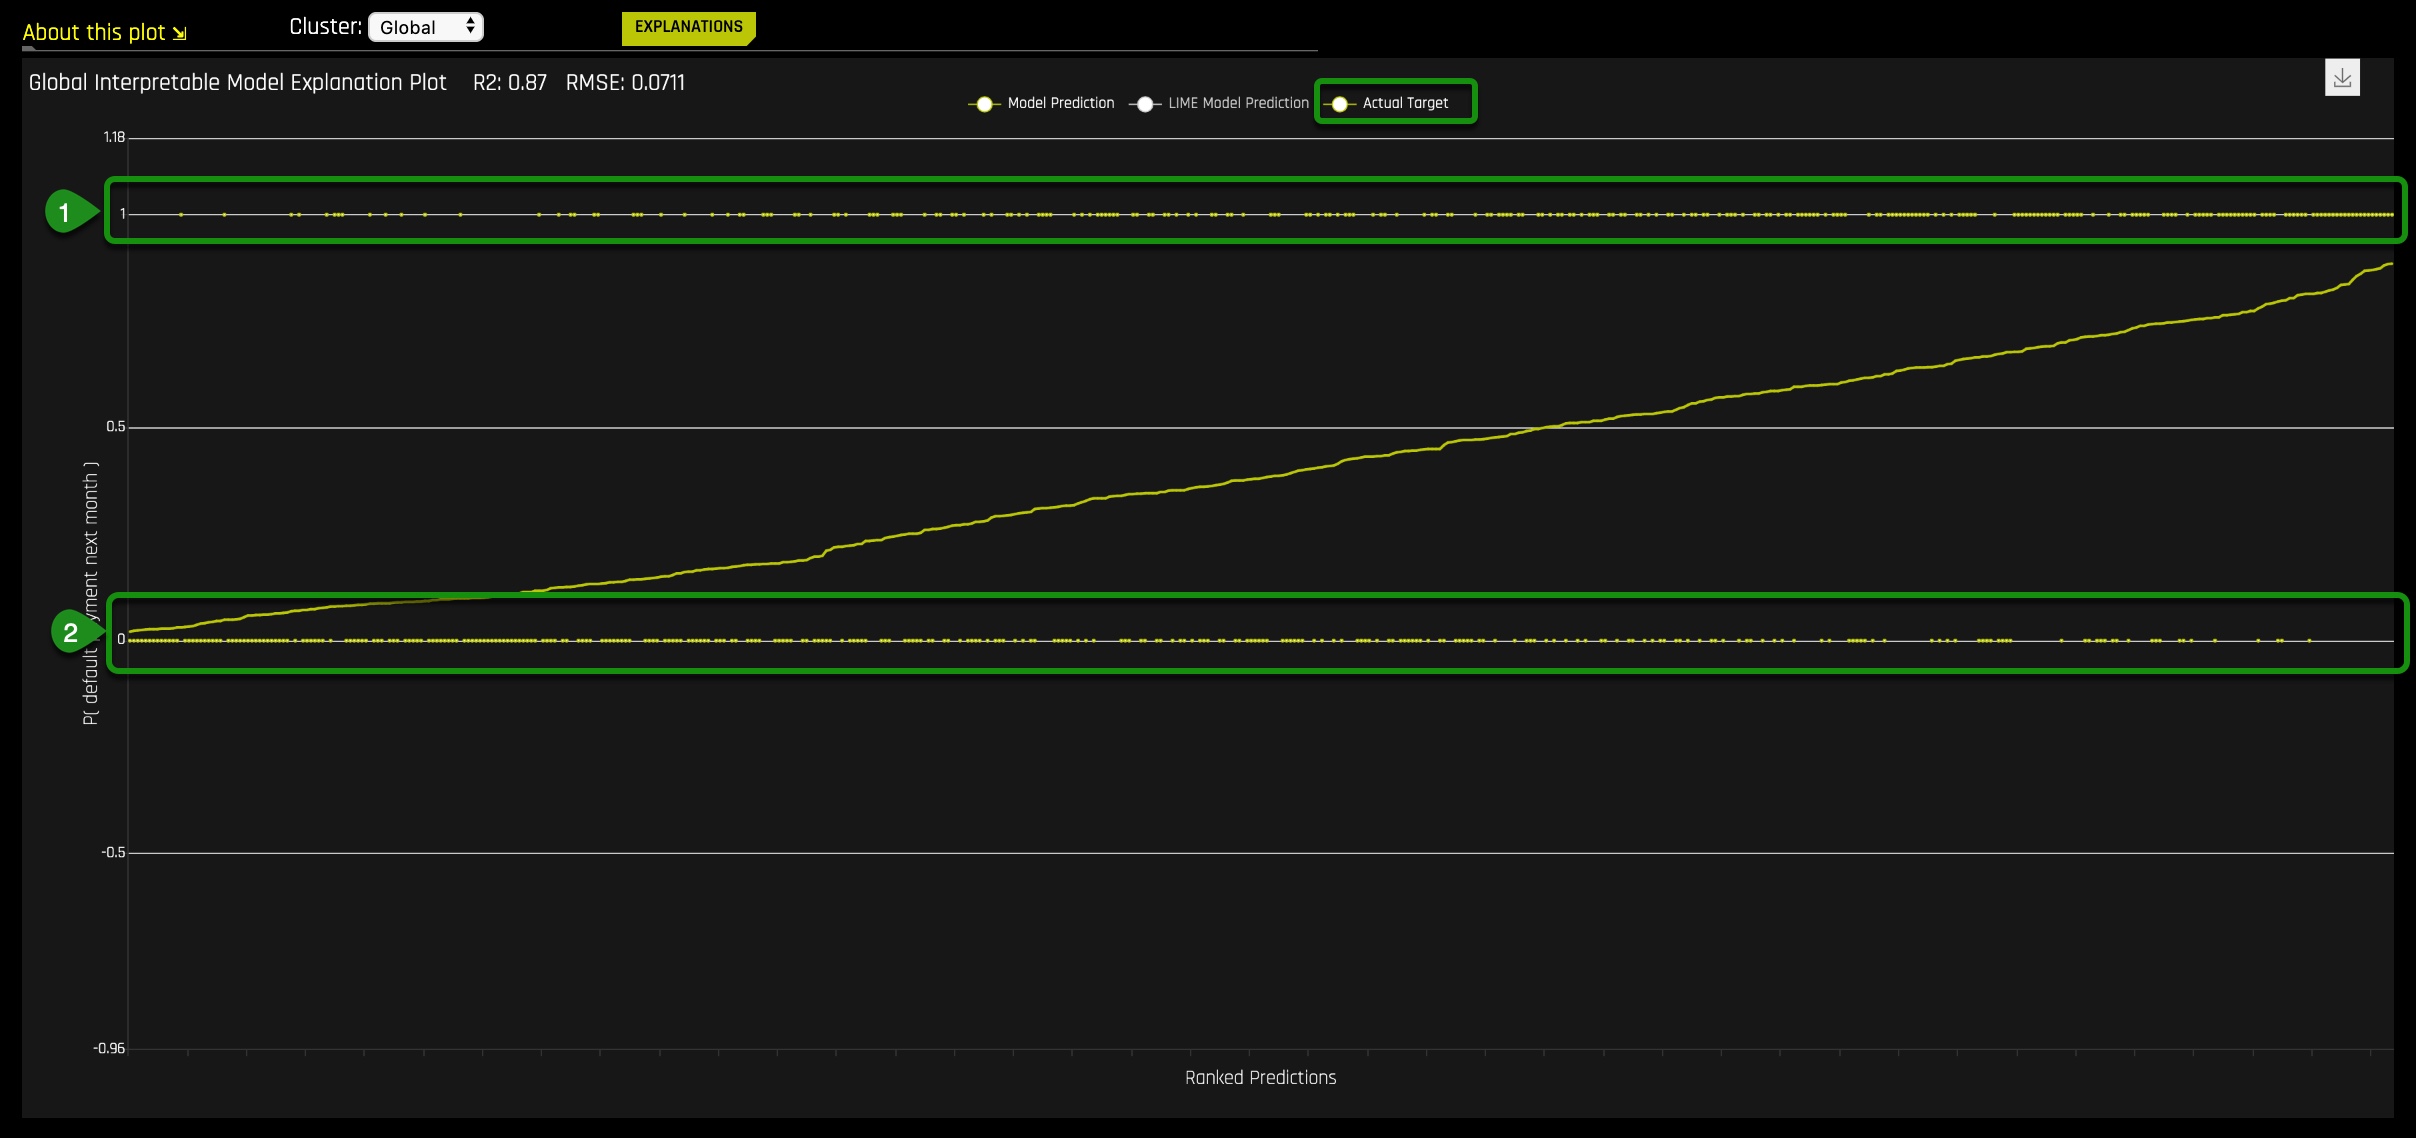 About this plot ⇲
Cluster: Global
EXPLANATIONS
Global Interpretable Model Explanation Plot R2: 0.87 RMSE: 0.0711
Model Prediction LIME Model Prediction Actual Target
1.18
1
1
0.5
P( default yment next month )
2
0
-0.5
-0.96
Ranked Predictions